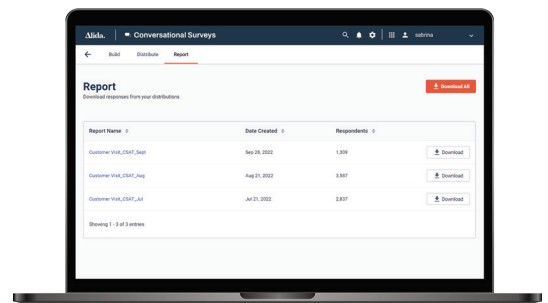 Alida. Conversational Surveys sabrina
Build Distribute Report
Report
Download All
Download responses from your distributions
Report Name Date Created Respondents
Customer Visit_CSAT_Sept Sep 28, 2022 1,309 Download
Customer Visit_CSAT_Aug Aug 21, 2022 3,587 Download
Customer Visit_CSAT_Jul Jul 21, 2022 2,837 Download
Showing 1 - 3 of 3 entries